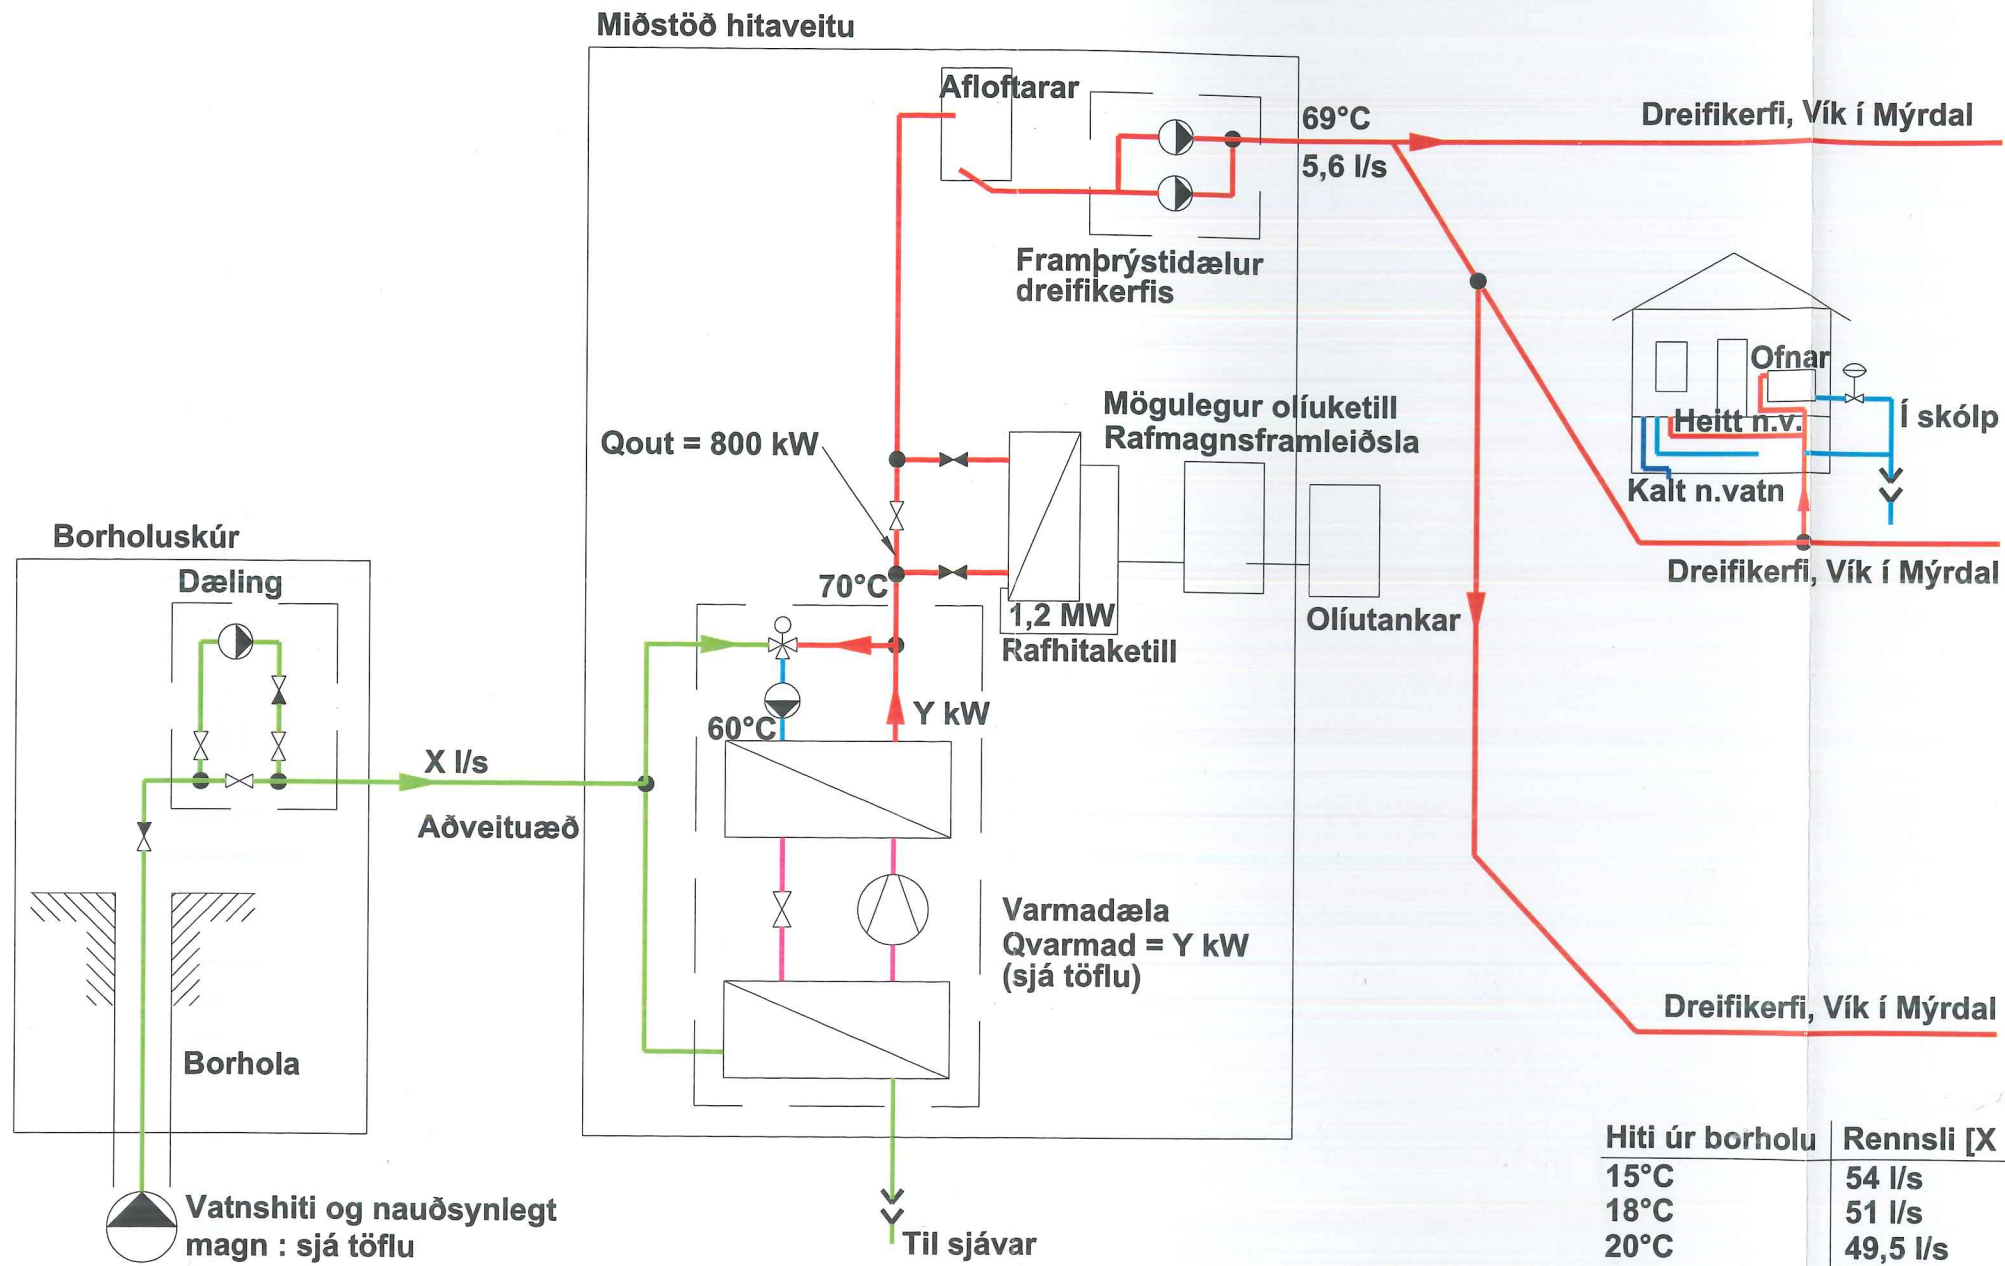 Miðstöð hitaveitu
Afloftarar
69°C
5,6 l/s
Dreifikerfi, Vík í Mýrdal
Framþrýstidælur
dreifikerfis
Ofnar
Heitt n.v.
Í skólp
Kalt n.vatn
Dreifikerfi, Vík í Mýrdal
Mögulegur olíuketill
Rafmagnsframleiðsla
Qout = 800 kW
70°C
1,2 MW
Rafhitaketill
Olíutankar
Borholuskúr
Dæling
60°C
Y kW
X l/s
Aðveituæð
Varmadæla
Qvarmad = Y kW
(sjá töflu)
Dreifikerfi, Vík í Mýrdal
Borhola
Vatnshiti og nauðsynlegt
magn : sjá töflu
Til sjávar
Hiti úr borholu Rennsli [X
15°C 54 l/s
18°C 51 l/s
20°C 49,5 l/s